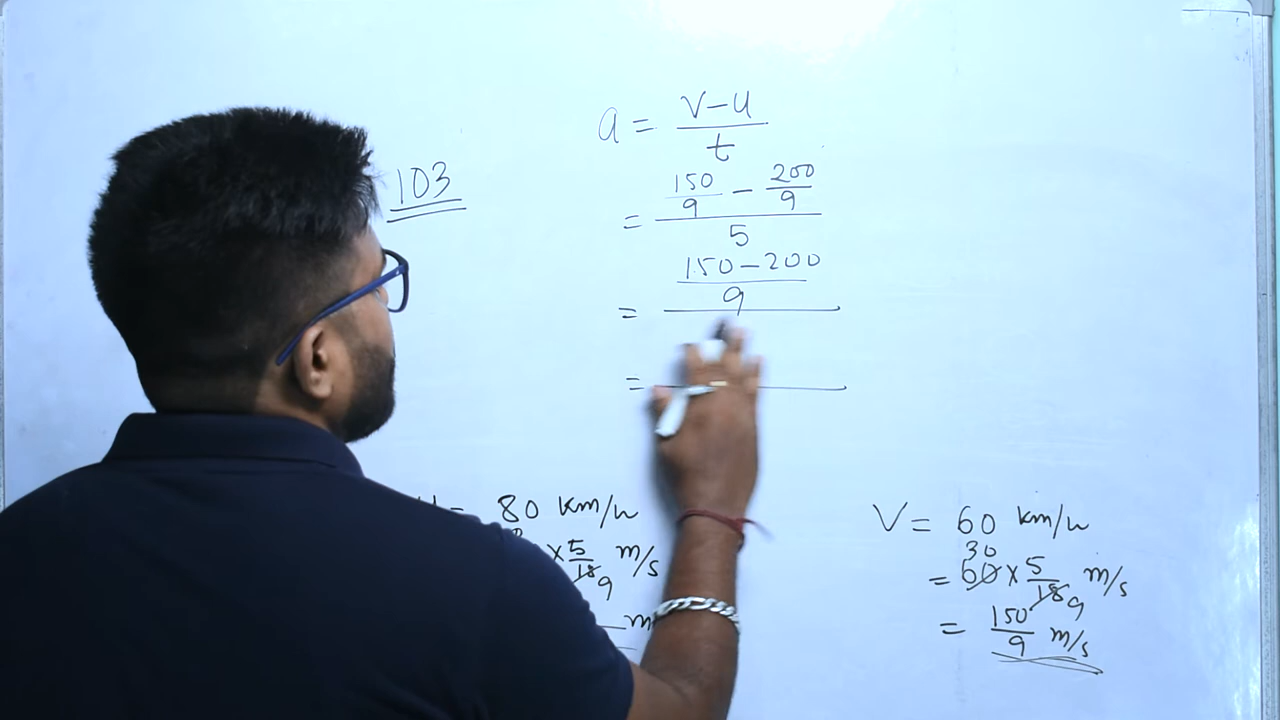 103
a = v-u/t
= 150/9 - 200/9 / 5
= 150-200/9
=
u = 80 km/h
x 5/18 9 m/s
m
V = 60 km/h
30
= 60 x 5/18 9 m/s
= 150/9 m/s